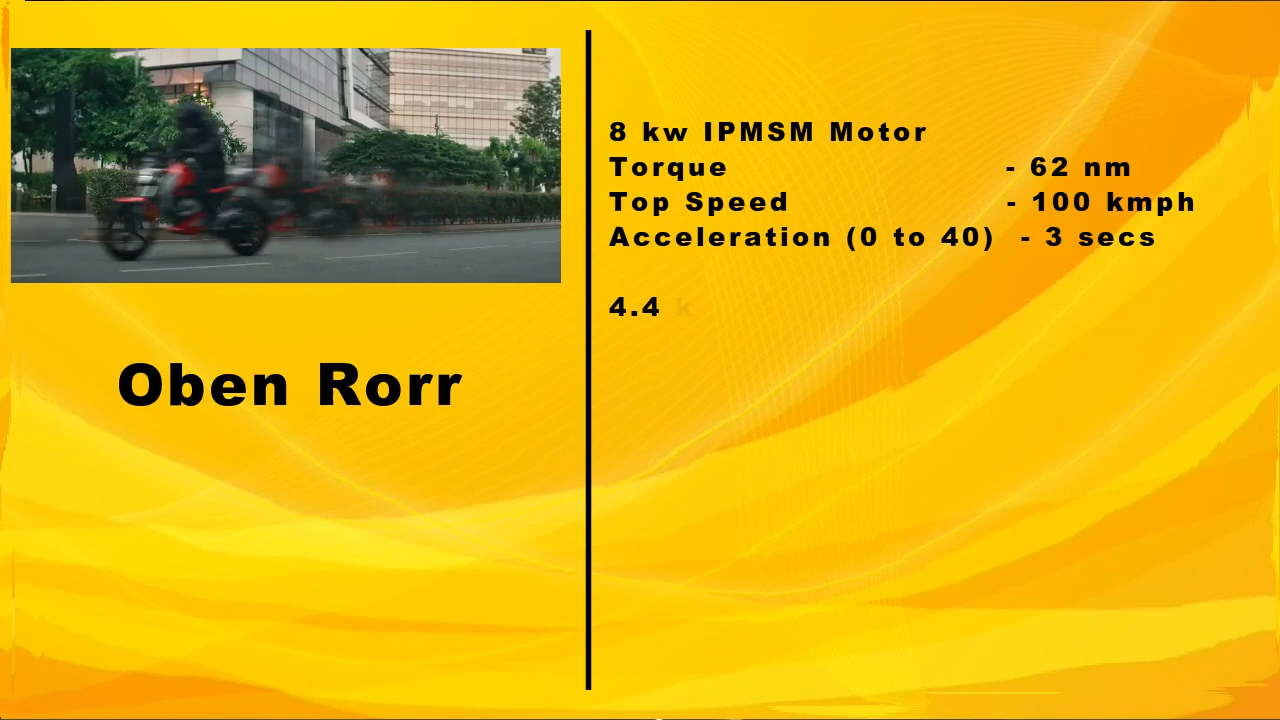 Oben Rorr
8 kw IPMSM Motor
Torque - 62 nm
Top Speed - 100 kmph
Acceleration (0 to 40) - 3 secs
4.4 k